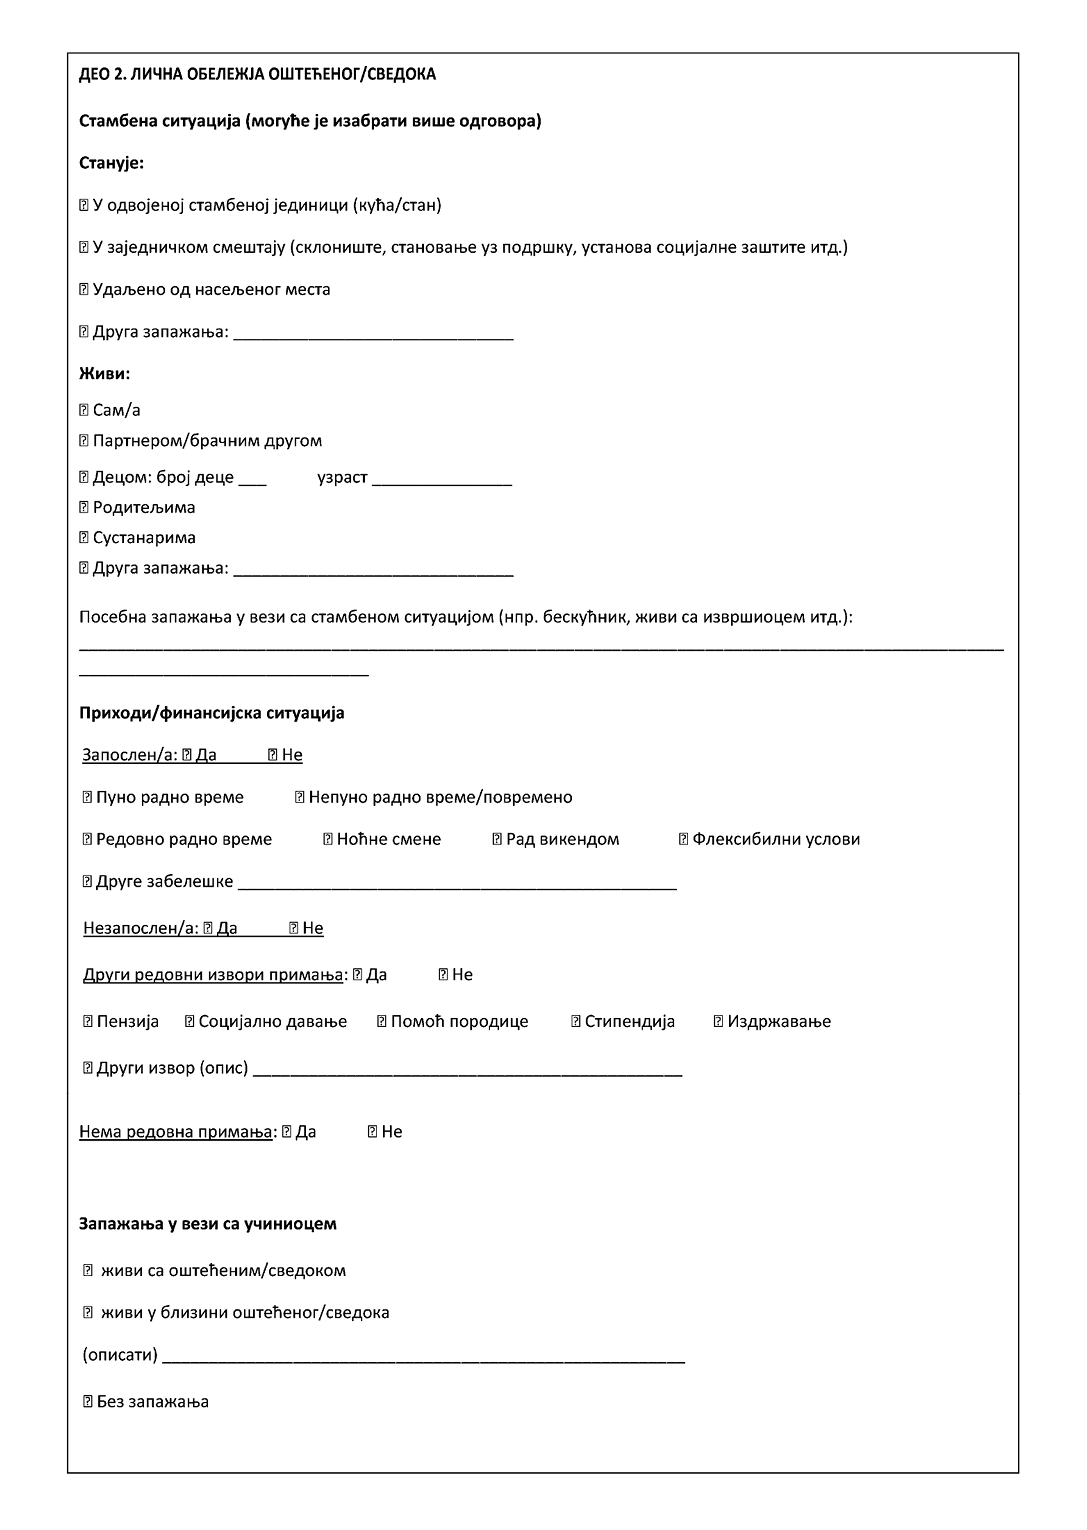 ДЕО 2. ЛИЧНА ОБЕЛЕЖЈА ОШТЕЋЕНОГ/СВЕДОКА
Стамбена ситуација (могуће је изабрати више одговора)
Станује:
⍰ У одвојеној стамбеној јединици (кућа/стан)
⍰ У заједничком смештају (склониште, становање уз подршку, установа социјалне заштите итд.)
⍰ Удаљено од насељеног места
⍰ Друга запажања: ______________________________
Живи:
⍰ Сам/а
⍰ Партнером/брачним другом
⍰ Децом: број деце ___ узраст _______________
⍰ Родитељима
⍰ Сустанарима
⍰ Друга запажања: ______________________________
Посебна запажања у вези са стамбеном ситуацијом (нпр. бескућник, живи са извршиоцем итд.):
___________________________________________________________________________________________________
_______________________________
Приходи/финансијска ситуација
Запослен/а: ⍰ Да ⍰ Не
⍰ Пуно радно време ⍰ Непуно радно време/повремено
⍰ Редовно радно време ⍰ Ноћне смене ⍰ Рад викендом ⍰ Флексибилни услови
⍰ Друге забелешке _______________________________________________
Незапослен/а: ⍰ Да ⍰ Не
Други редовни извори примања: ⍰ Да ⍰ Не
⍰ Пензија ⍰ Социјално давање ⍰ Помоћ породице ⍰ Стипендија ⍰ Издржавање
⍰ Други извор (опис) ______________________________________________
Нема редовна примања: ⍰ Да ⍰ Не
Запажања у вези са учиниоцем
⍰ живи са оштећеним/сведоком
⍰ живи у близини оштећеног/сведока
(описати) ________________________________________________________
⍰ Без запажања